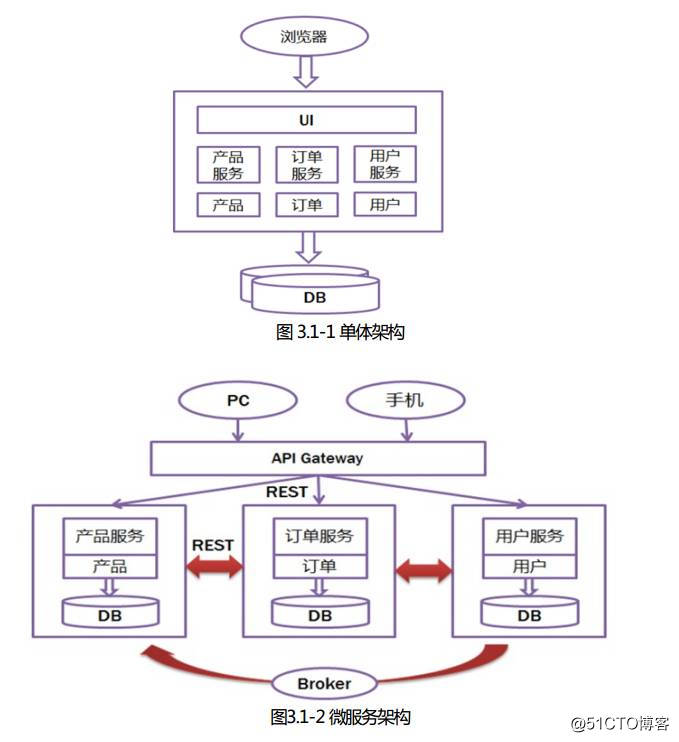 浏览器
UI
产品
服务
订单
服务
用户
服务
产品
订单
用户
DB
图 3.1-1 单体架构
PC
手机
API Gateway
REST
产品服务
产品
DB
REST
订单服务
订单
DB
用户服务
用户
DB
Broker
图3.1-2 微服务架构
@51CTO博客